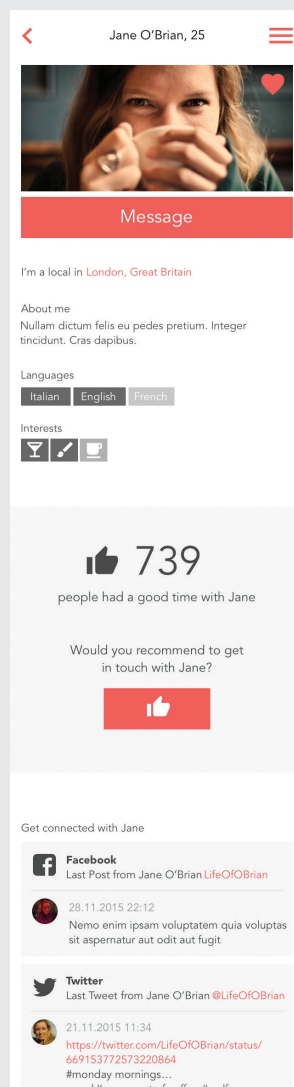 Jane O'Brian, 25
Message
I'm a local in London, Great Britain
About me
Nullam dictum felis eu pedes pretium. Integer
tincidunt. Cras dapibus.
Languages
Italian English French
Interests
739
people had a good time with Jane
Would you recommend to get
in touch with Jane?
Get connected with Jane
Facebook
Last Post from Jane O'Brian LifeOfOBrian
28.11.2015 22:12
Nemo enim ipsam voluptatem quia voluptas
sit aspernatur aut odit aut fugit
Twitter
Last Tweet from Jane O'Brian @LifeOfOBrian
21.11.2015 11:34
https://twitter.com/LifeOfOBrian/status/
669153772573220864
#monday mornings…